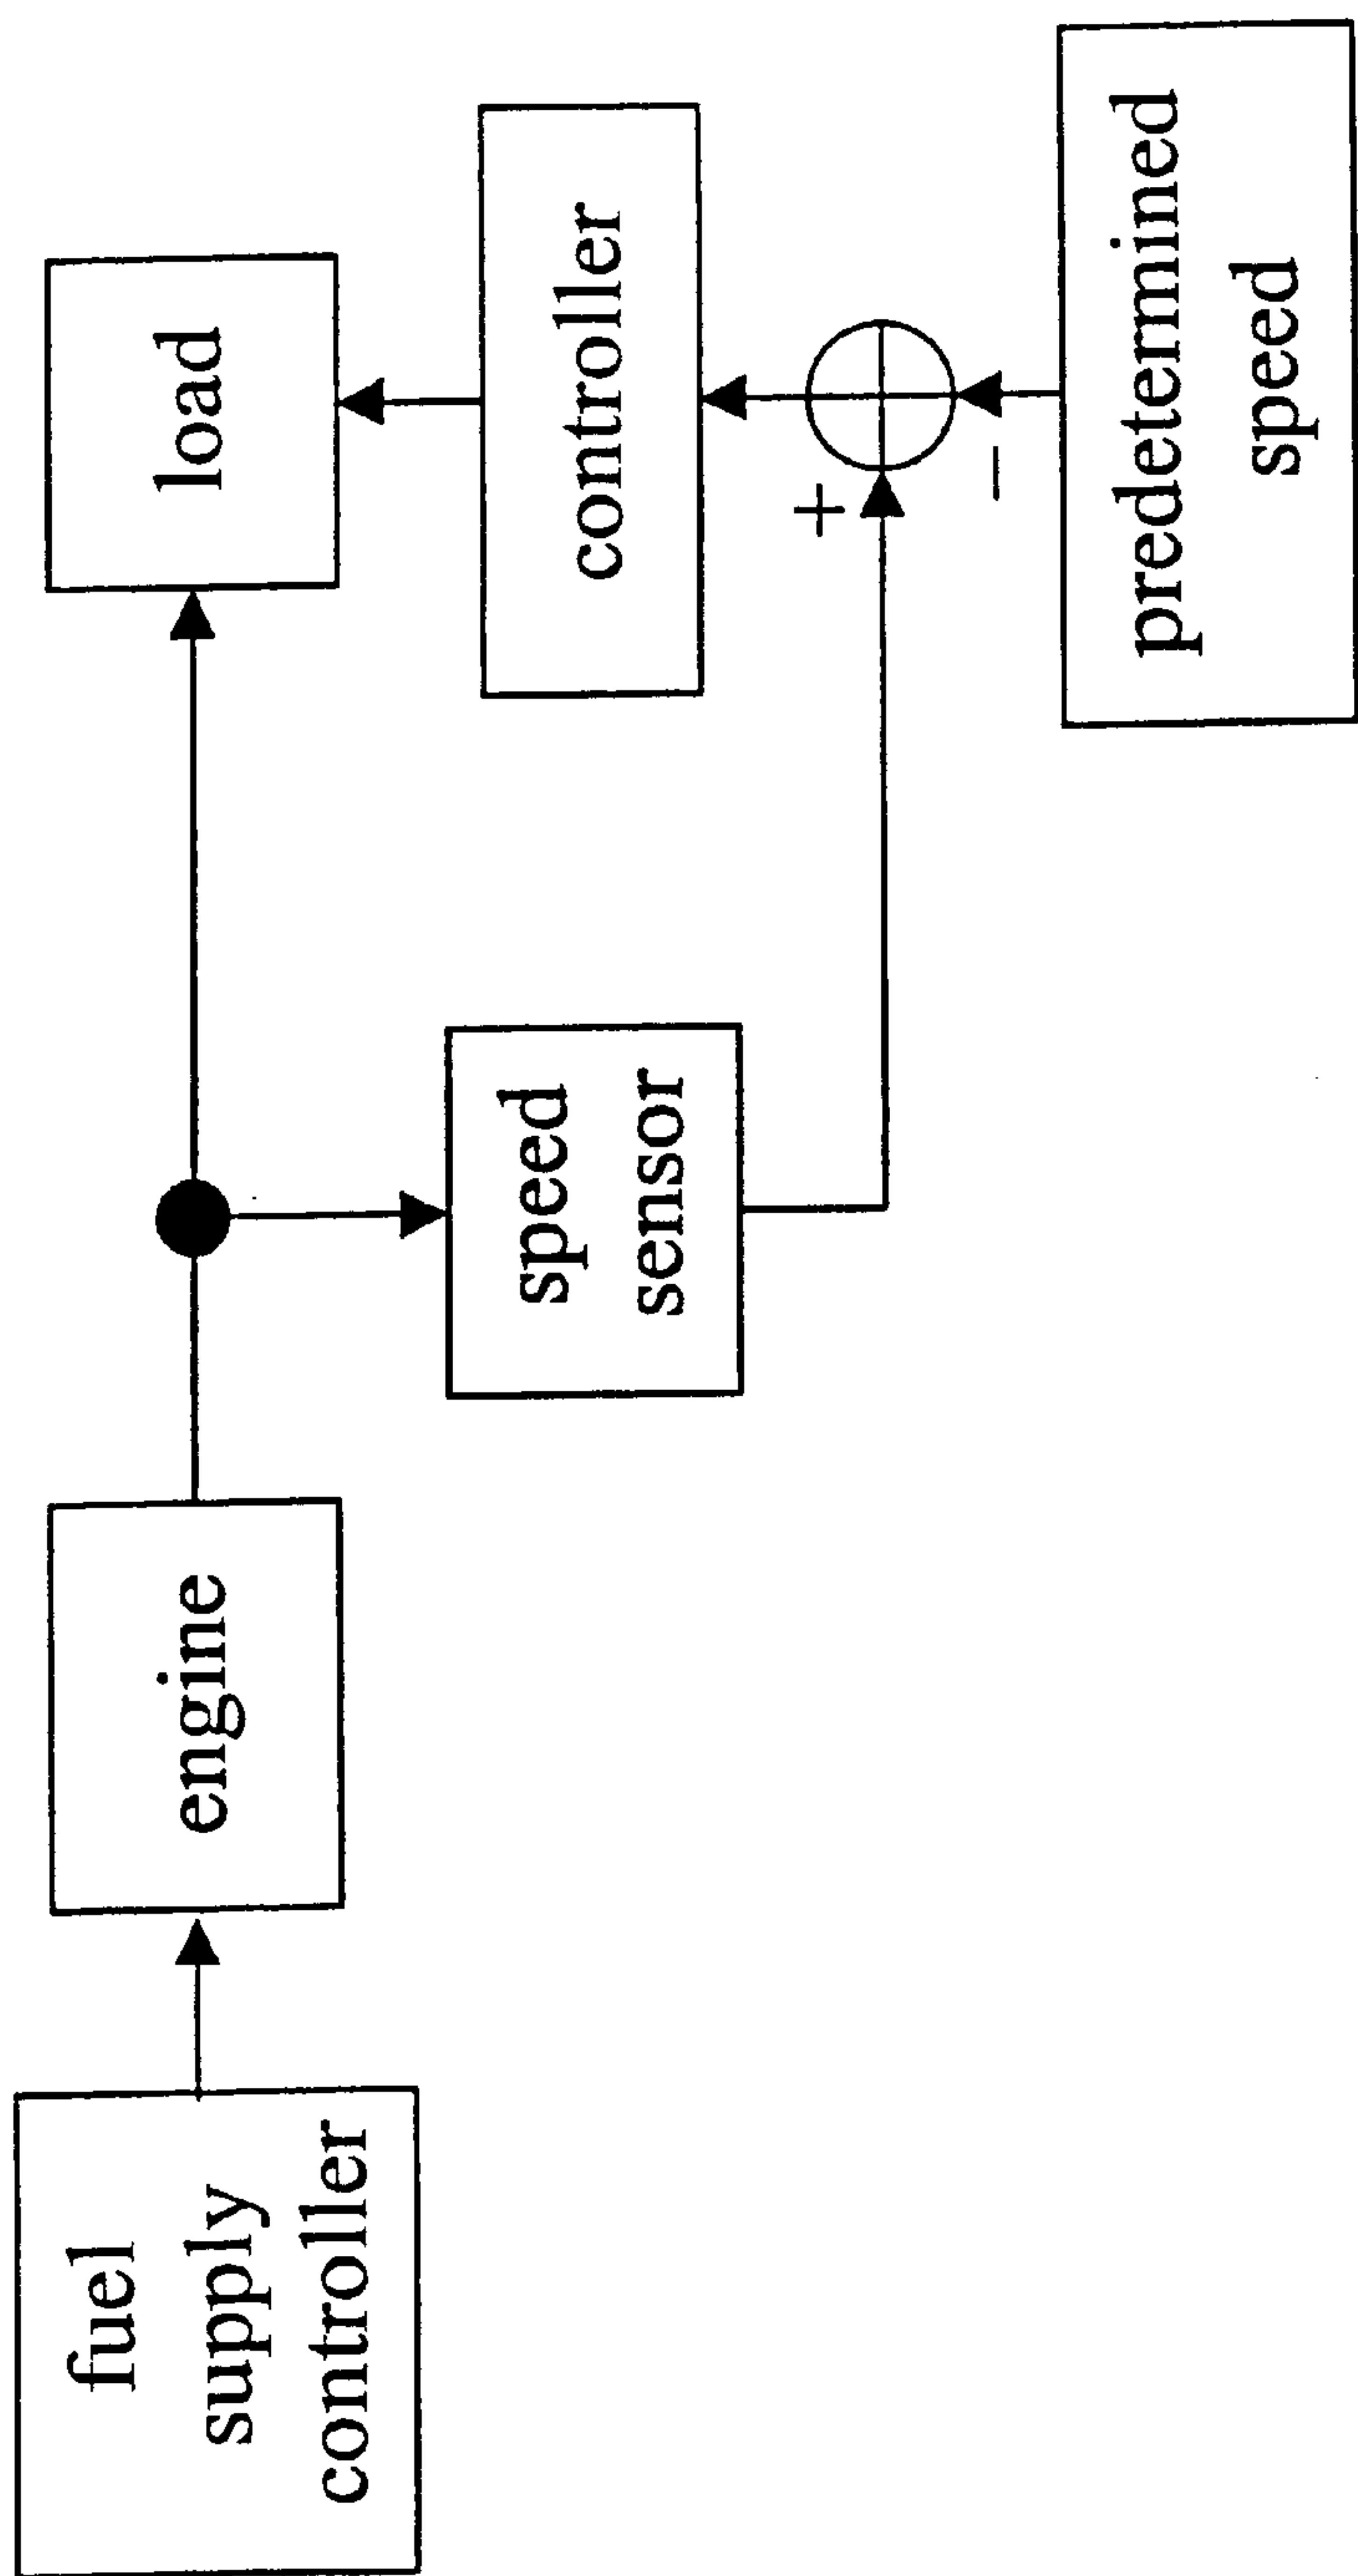 fuel
supply
controller
engine
speed
sensor
load
controller
+
−
predetermined
speed